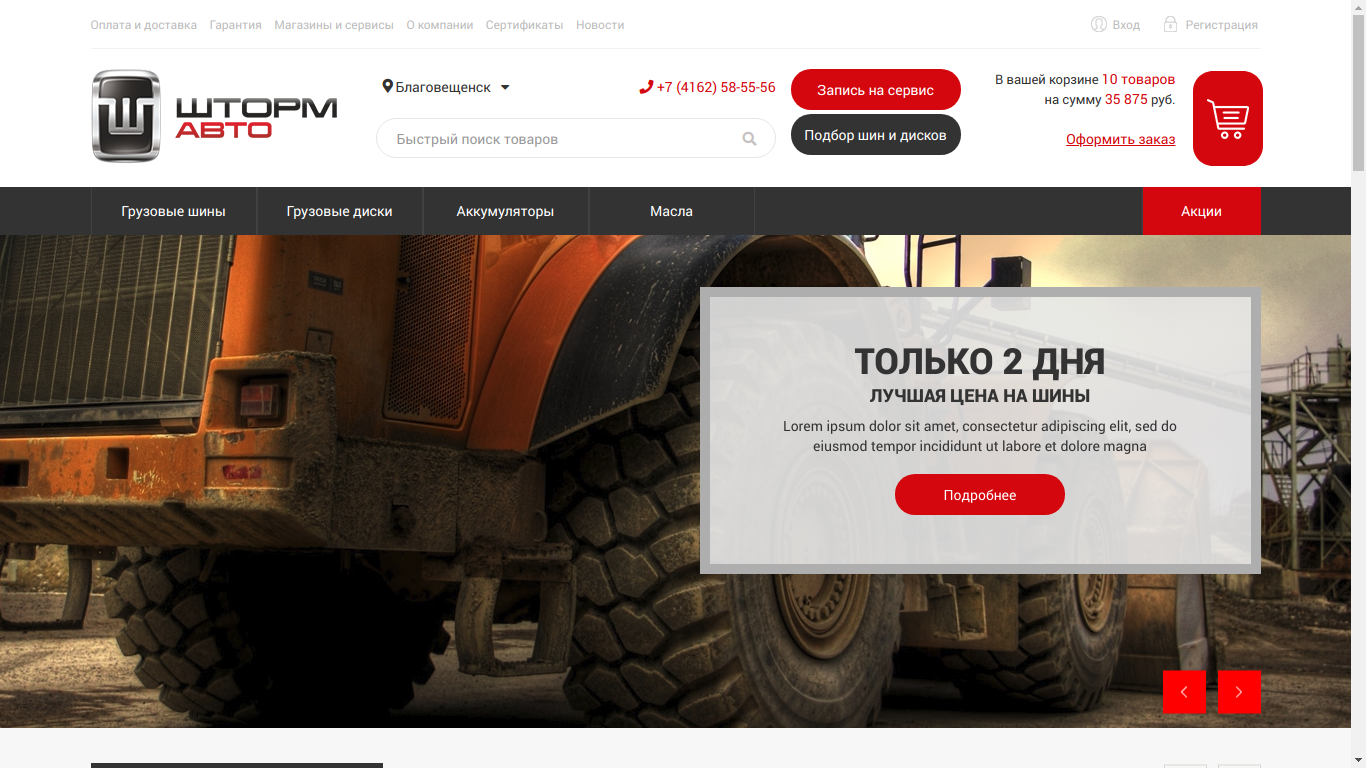 Оплата и доставка Гарантия Магазины и сервисы О компании Сертификаты Новости
Вход Регистрация
ШТОРМ
АВТО
Благовещенск
+7 (4162) 58-55-56
Быстрый поиск товаров
Запись на сервис
Подбор шин и дисков
В вашей корзине 10 товаров
на сумму 35 875 руб.
Оформить заказ
Грузовые шины Грузовые диски Аккумуляторы Масла Акции
ТОЛЬКО 2 ДНЯ
ЛУЧШАЯ ЦЕНА НА ШИНЫ
Lorem ipsum dolor sit amet, consectetur adipiscing elit, sed do
eiusmod tempor incididunt ut labore et dolore magna
Подробнее